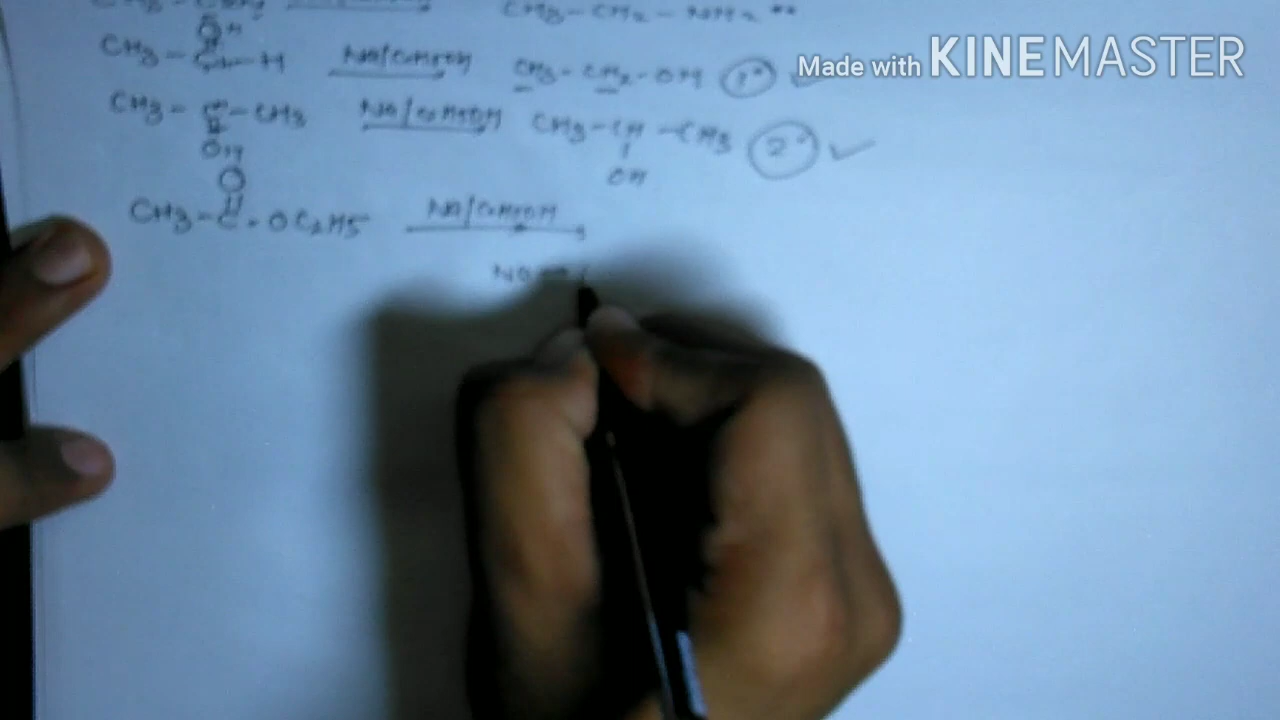 CH3 - CH2 - NH2
O
CH3 - C - H Na/C2H5OH CH3 - CH2 - OH 1°
CH3 - C - CH3 Na/C2H5OH CH3 - CH - CH3 2° ✓
O OH
O
CH3 - C - OC2H5 Na/C2H5OH
Made with KINEMASTER